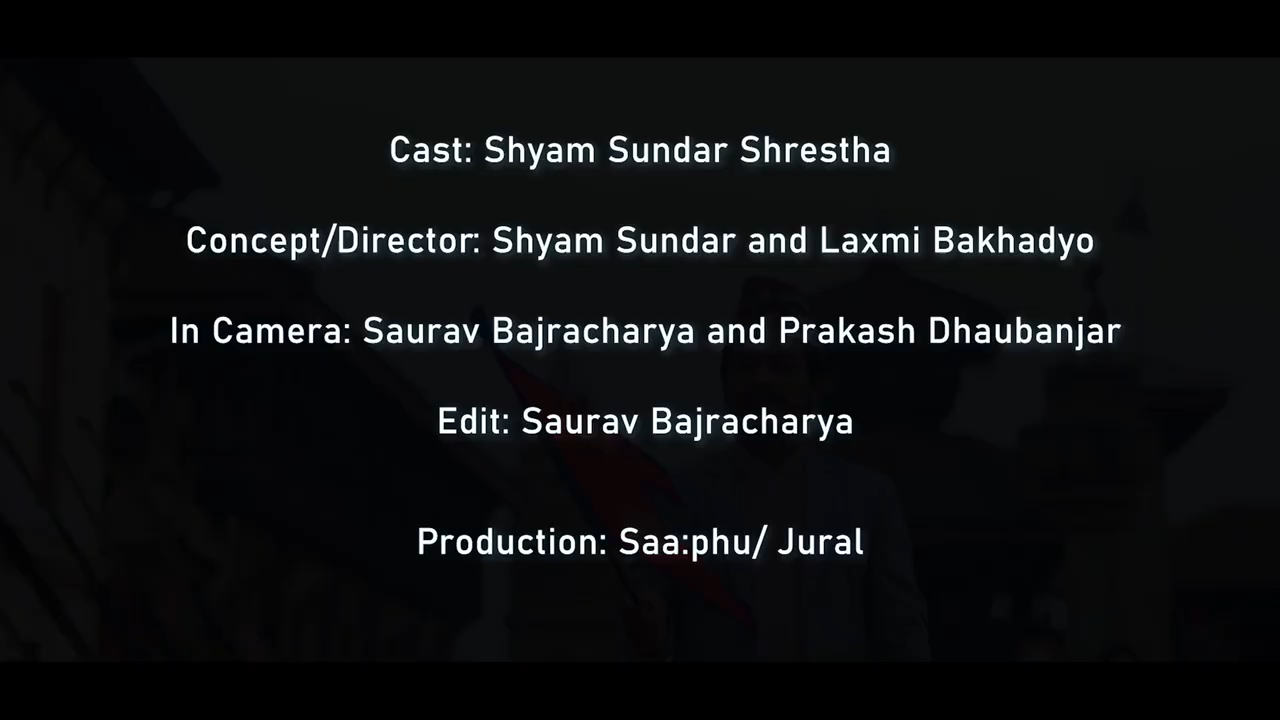 Cast: Shyam Sundar Shrestha
Concept/Director: Shyam Sundar and Laxmi Bakhadyo
In Camera: Saurav Bajracharya and Prakash Dhaubanjar
Edit: Saurav Bajracharya
Production: Saa:phu/ Jural